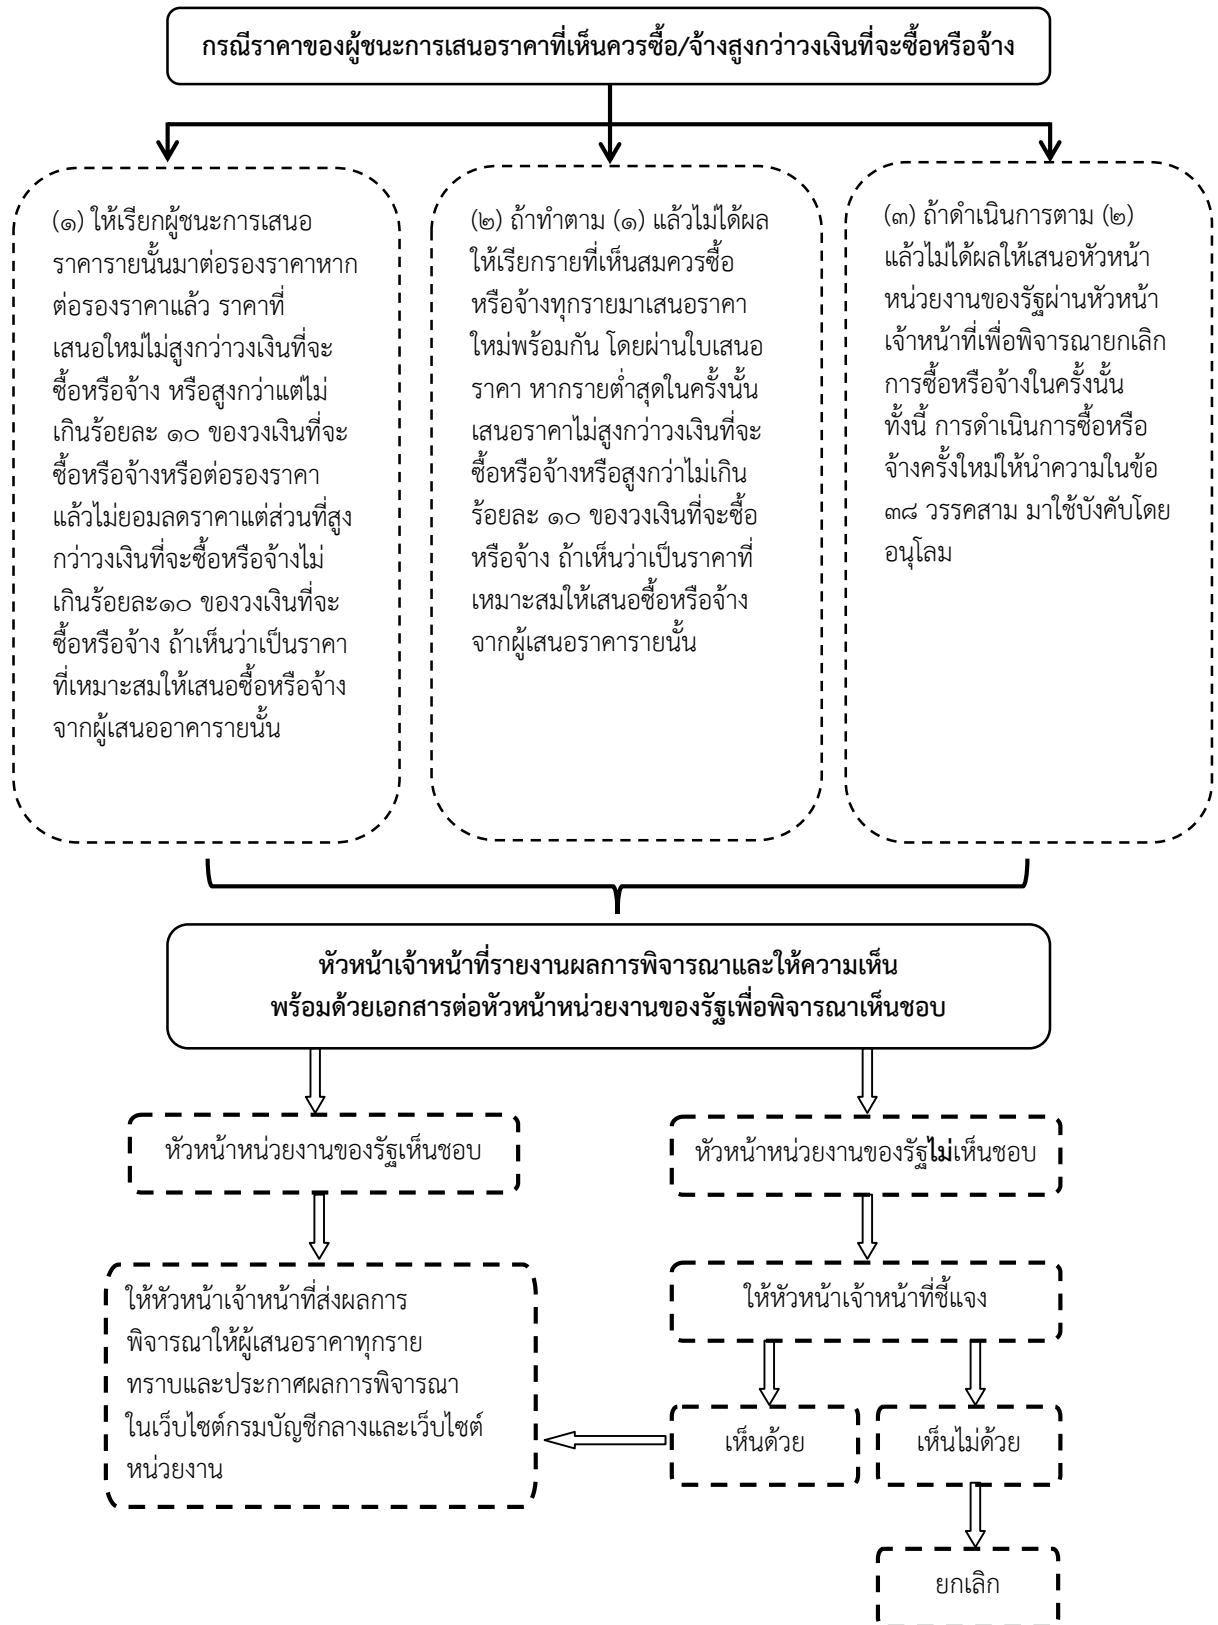 กรณีราคาของผู้ชนะการเสนอราคาที่เห็นควรซื้อ/จ้างสูงกว่าวงเงินที่จะซื้อหรือจ้าง
(๑) ให้เรียกผู้ชนะการเสนอ
ราคารายนั้นมาต่อรองราคาหาก
ต่อรองราคาแล้ว ราคาที่
เสนอใหม่ไม่สูงกว่าวงเงินที่จะ
ซื้อหรือจ้าง หรือสูงกว่าแต่ไม่
เกินร้อยละ ๑๐ ของวงเงินที่จะ
ซื้อหรือจ้างหรือต่อรองราคา
แล้วไม่ยอมลดราคาแต่ส่วนที่สูง
กว่าวงเงินที่จะซื้อหรือจ้างไม่
เกินร้อยละ๑๐ ของวงเงินที่จะ
ซื้อหรือจ้าง ถ้าเห็นว่าเป็นราคา
ที่เหมาะสมให้เสนอซื้อหรือจ้าง
จากผู้เสนออาคารายนั้น
(๒) ถ้าทำตาม (๑) แล้วไม่ได้ผล
ให้เรียกรายที่เห็นสมควรซื้อ
หรือจ้างทุกรายมาเสนอราคา
ใหม่พร้อมกัน โดยผ่านใบเสนอ
ราคา หากรายต่ำสุดในครั้งนั้น
เสนอราคาไม่สูงกว่าวงเงินที่จะ
ซื้อหรือจ้างหรือสูงกว่าไม่เกิน
ร้อยละ ๑๐ ของวงเงินที่จะซื้อ
หรือจ้าง ถ้าเห็นว่าเป็นราคาที่
เหมาะสมให้เสนอซื้อหรือจ้าง
จากผู้เสนอราคารายนั้น
(๓) ถ้าดำเนินการตาม (๒)
แล้วไม่ได้ผลให้เสนอหัวหน้า
หน่วยงานของรัฐผ่านหัวหน้า
เจ้าหน้าที่เพื่อพิจารณายกเลิก
การซื้อหรือจ้างในครั้งนั้น
ทั้งนี้ การดำเนินการซื้อหรือ
จ้างครั้งใหม่ให้นำความในข้อ
๓๘ วรรคสาม มาใช้บังคับโดย
อนุโลม
หัวหน้าเจ้าหน้าที่รายงานผลการพิจารณาและให้ความเห็น
พร้อมด้วยเอกสารต่อหัวหน้าหน่วยงานของรัฐเพื่อพิจารณาเห็นชอบ
หัวหน้าหน่วยงานของรัฐเห็นชอบ
หัวหน้าหน่วยงานของรัฐไม่เห็นชอบ
ให้หัวหน้าเจ้าหน้าที่ส่งผลการ
พิจารณาให้ผู้เสนอราคาทุกราย
ทราบและประกาศผลการพิจารณา
ในเว็บไซต์กรมบัญชีกลางและเว็บไซต์
หน่วยงาน
ให้หัวหน้าเจ้าหน้าที่ชี้แจง
เห็นด้วย
เห็นไม่ด้วย
ยกเลิก